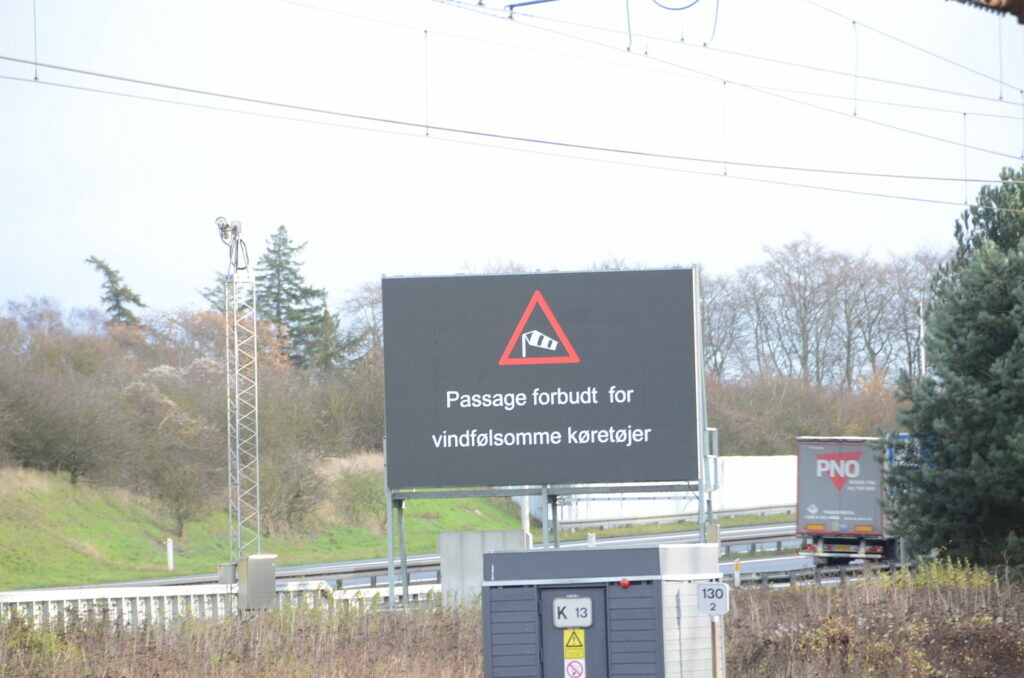 Passage forbudt for
vindfølsomme køretøjer
PNO
K 13
130
2